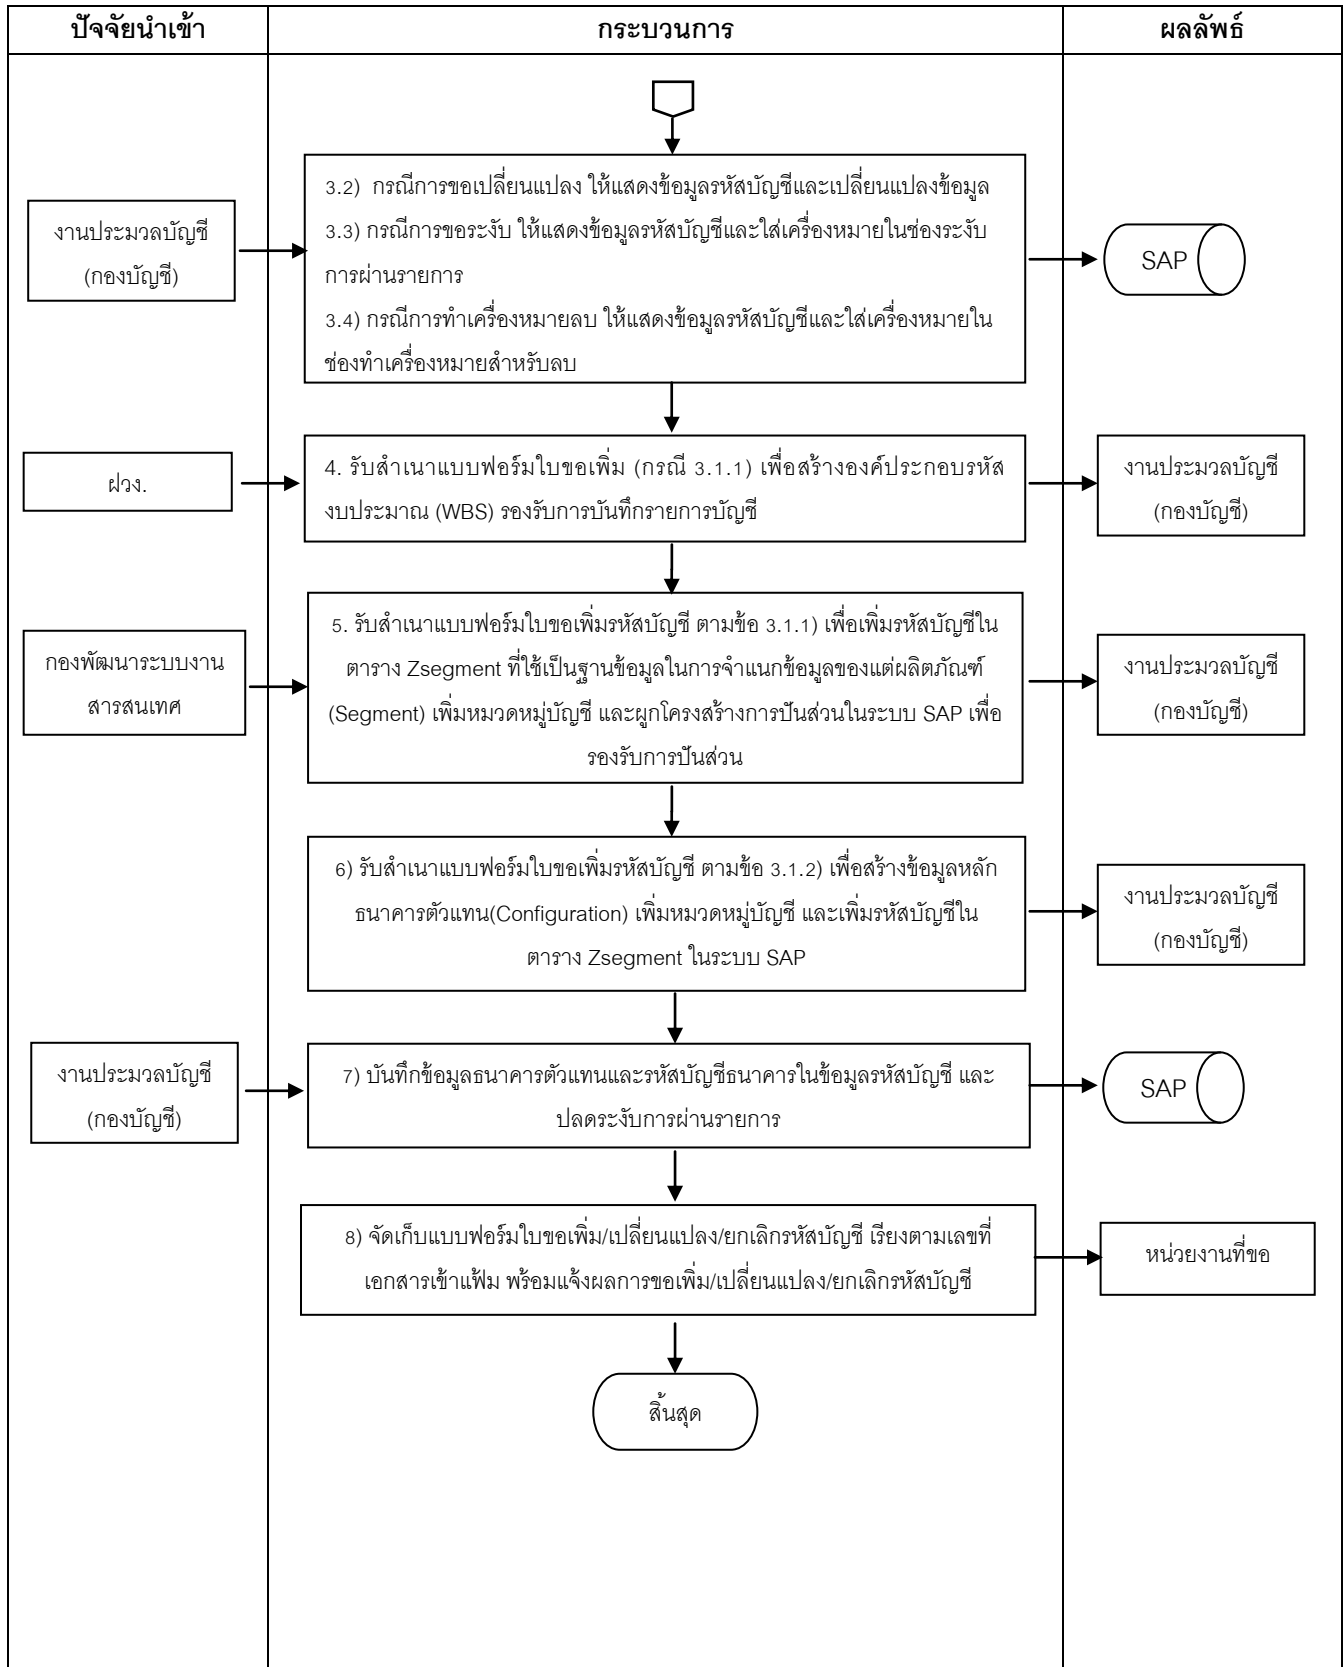 ปัจจัยนำเข้า
กระบวนการ
ผลลัพธ์
งานประมวลบัญชี
(กองบัญชี)
3.2) กรณีการขอเปลี่ยนแปลง ให้แสดงข้อมูลรหัสบัญชีและเปลี่ยนแปลงข้อมูล
3.3) กรณีการขอระงับ ให้แสดงข้อมูลรหัสบัญชีและใส่เครื่องหมายในช่องระงับ
การผ่านรายการ
3.4) กรณีการทำเครื่องหมายลบ ให้แสดงข้อมูลรหัสบัญชีและใส่เครื่องหมายใน
ช่องทำเครื่องหมายสำหรับลบ
SAP
ฝวง.
4. รับสำเนาแบบฟอร์มใบขอเพิ่ม (กรณี 3.1.1) เพื่อสร้างองค์ประกอบรหัส
งบประมาณ (WBS) รองรับการบันทึกรายการบัญชี
งานประมวลบัญชี
(กองบัญชี)
กองพัฒนาระบบงาน
สารสนเทศ
5. รับสำเนาแบบฟอร์มใบขอเพิ่มรหัสบัญชี ตามข้อ 3.1.1) เพื่อเพิ่มรหัสบัญชีใน
ตาราง Zsegment ที่ใช้เป็นฐานข้อมูลในการจำแนกข้อมูลของแต่ผลิตภัณฑ์
(Segment) เพิ่มหมวดหมู่บัญชี และผูกโครงสร้างการปันส่วนในระบบ SAP เพื่อ
รองรับการปันส่วน
งานประมวลบัญชี
(กองบัญชี)
6) รับสำเนาแบบฟอร์มใบขอเพิ่มรหัสบัญชี ตามข้อ 3.1.2) เพื่อสร้างข้อมูลหลัก
ธนาคารตัวแทน(Configuration) เพิ่มหมวดหมู่บัญชี และเพิ่มรหัสบัญชีใน
ตาราง Zsegment ในระบบ SAP
งานประมวลบัญชี
(กองบัญชี)
งานประมวลบัญชี
(กองบัญชี)
7) บันทึกข้อมูลธนาคารตัวแทนและรหัสบัญชีธนาคารในข้อมูลรหัสบัญชี และ
ปลดระงับการผ่านรายการ
SAP
8) จัดเก็บแบบฟอร์มใบขอเพิ่ม/เปลี่ยนแปลง/ยกเลิกรหัสบัญชี เรียงตามเลขที่
เอกสารเข้าแฟ้ม พร้อมแจ้งผลการขอเพิ่ม/เปลี่ยนแปลง/ยกเลิกรหัสบัญชี
หน่วยงานที่ขอ
สิ้นสุด